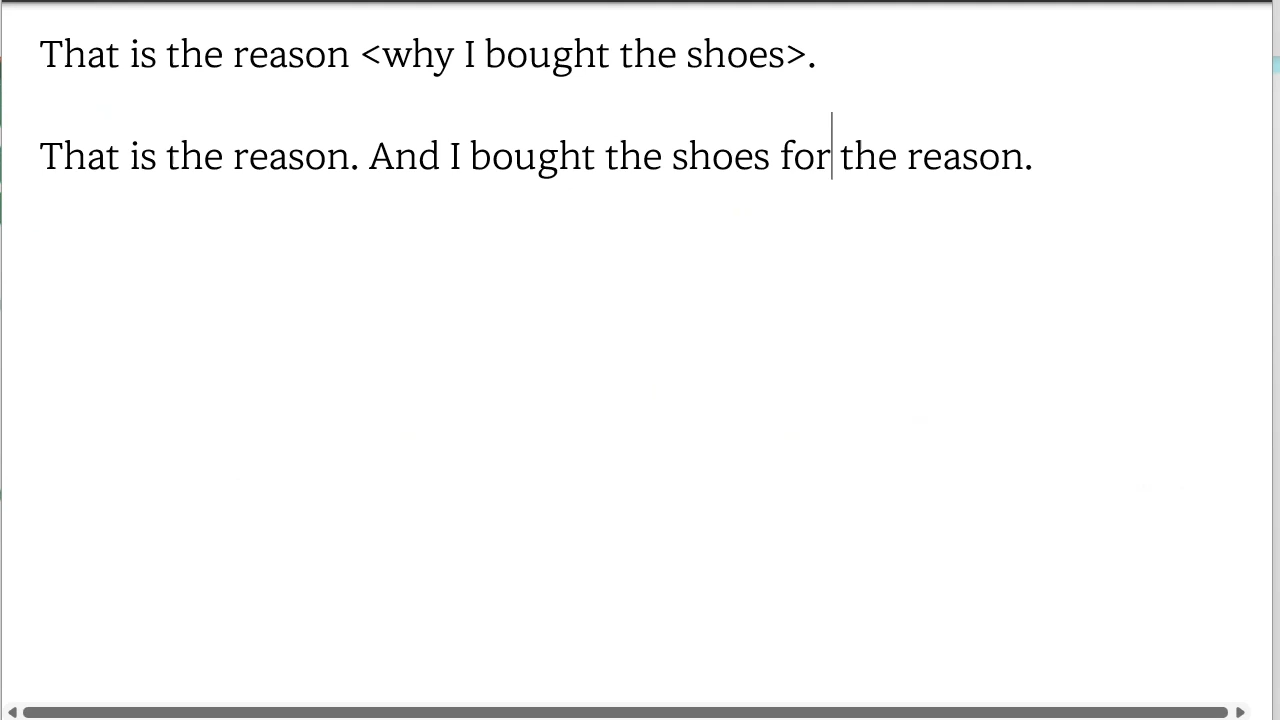 That is the reason <why I bought the shoes>.
That is the reason. And I bought the shoes for the reason.